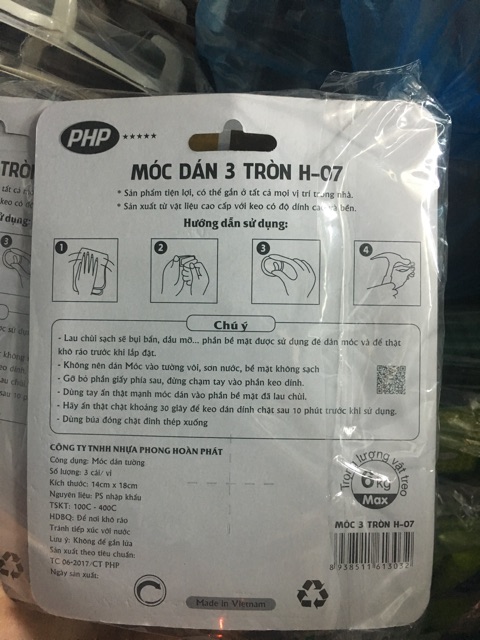 PHP
MÓC DÁN 3 TRÒN H-07
* Sản phẩm tiện lợi, có thể gắn ở tất cả mọi vị trí trong nhà.
* Sản xuất từ vật liệu cao cấp với keo có độ dính cao và bền.
Hướng dẫn sử dụng:
1
2
3
4
Chú ý
- Lau chùi sạch sẽ bụi bẩn, dầu mỡ... phần bề mặt được sử dụng để dán móc và để thật
khô ráo trước khi lắp đặt.
- Không nên dán Móc vào tường vôi, sơn nước, bề mặt không sạch
- Gỡ bỏ phần giấy phía sau, đừng chạm tay vào phần keo dính.
- Dùng tay ấn thật mạnh móc dán vào phần bề mặt đã lau chùi.
- Hãy ấn thật chặt khoảng 30 giây để keo dán dính chặt sau 10 phút trước khi sử dụng.
- Dùng búa đóng chặt đinh thép xuống
CÔNG TY TNHH NHỰA PHONG HOÀN PHÁT
Công dụng: Móc dán tường
Số lượng: 3 cái/ vỉ
Kích thước: 14cm x 18cm
Nguyên liệu: PS nhập khẩu
TSKT: 100C - 400C
HDBQ: Để nơi khô ráo
Tránh tiếp xúc với nước
Lưu ý: Không để gần lửa
Sản xuất theo tiêu chuẩn:
TC 06-2017/CT PHP
Ngày sản xuất:
Trọng lượng vật treo
6 Kg
Max
MÓC 3 TRÒN H-07
8 938511 613032
Made in Vietnam